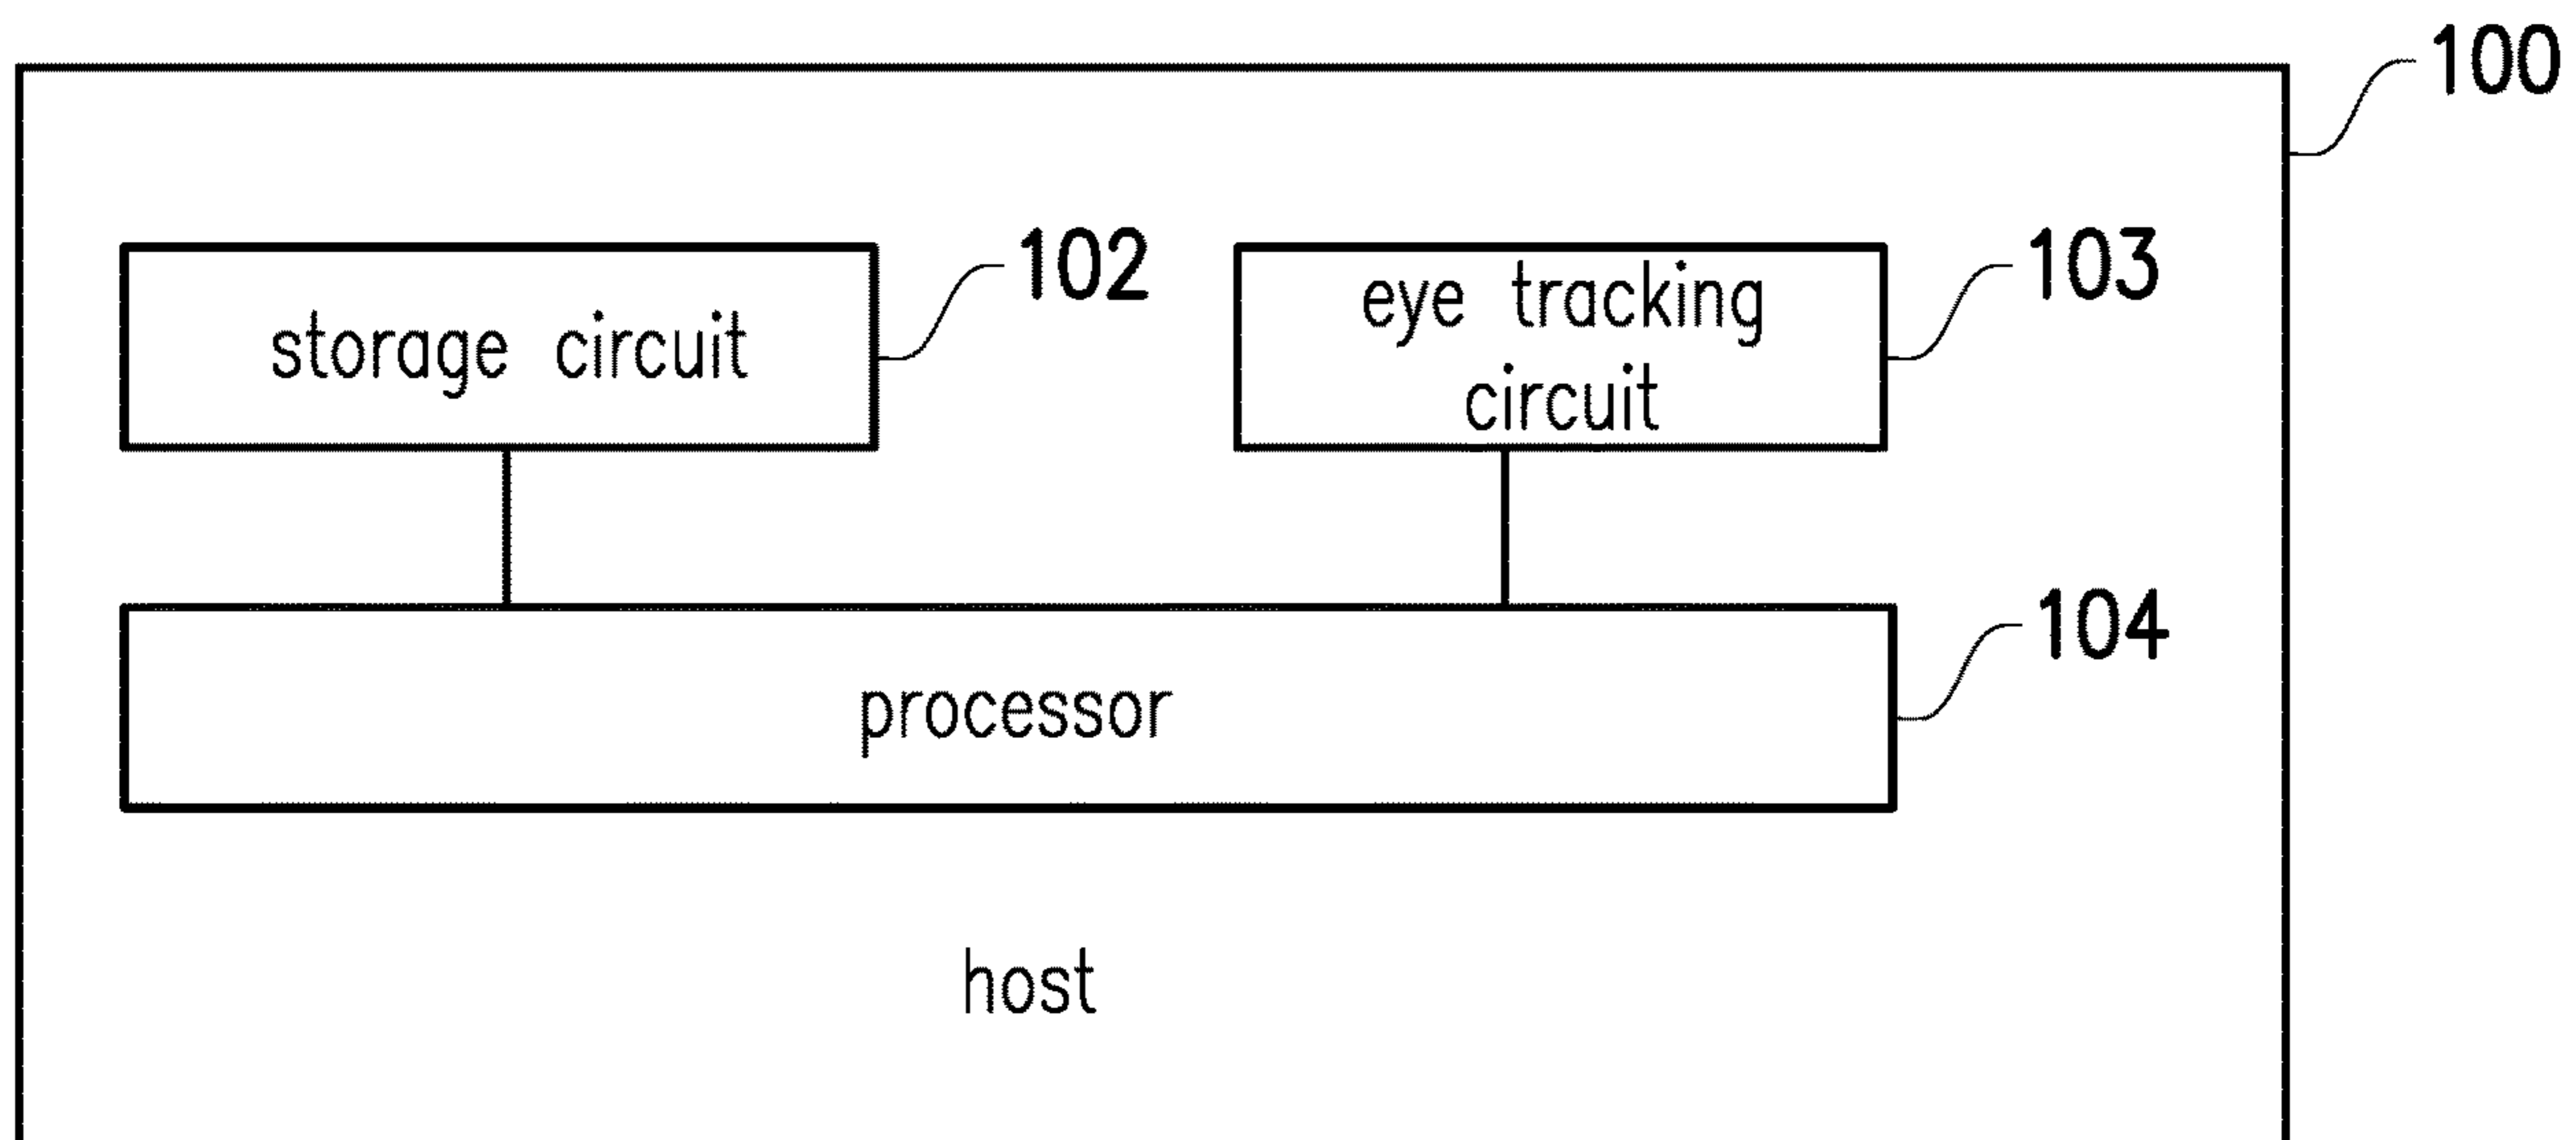 100
storage circuit
102
eye tracking
circuit
103
processor
104
host